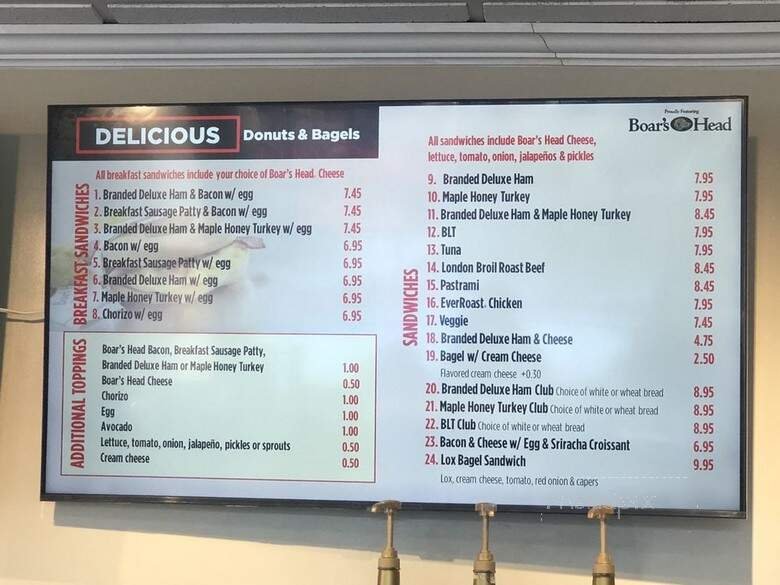 DELICIOUS Donuts & Bagels
All breakfast sandwiches include your choice of Boar's Head Cheese
BREAKFAST SANDWICHES
1. Branded Deluxe Ham & Bacon w/ egg 7.45
2. Breakfast Sausage Patty & Bacon w/ egg 7.45
3. Branded Deluxe Ham & Maple Honey Turkey w/ egg 7.45
4. Bacon w/ egg 6.95
5. Breakfast Sausage Patty w/ egg 6.95
6. Branded Deluxe Ham w/ egg 6.95
7. Maple Honey Turkey w/ egg 6.95
8. Chorizo w/ egg 6.95
ADDITIONAL TOPPINGS
Boar's Head Bacon, Breakfast Sausage Patty,
Branded Deluxe Ham or Maple Honey Turkey 1.00
Boar's Head Cheese 0.50
Chorizo 1.00
Egg 1.00
Avocado 1.00
Lettuce, tomato, onion, jalapeño, pickles or sprouts 0.50
Cream cheese 0.50
Proudly Featuring
Boar's Head
All sandwiches include Boar's Head Cheese,
lettuce, tomato, onion, jalapeños & pickles
SANDWICHES
9. Branded Deluxe Ham 7.95
10. Maple Honey Turkey 7.95
11. Branded Deluxe Ham & Maple Honey Turkey 8.45
12. BLT 7.95
13. Tuna 7.95
14. London Broil Roast Beef 8.45
15. Pastrami 8.45
16. EverRoast Chicken 7.95
17. Veggie 7.45
18. Branded Deluxe Ham & Cheese 4.75
19. Bagel w/ Cream Cheese 2.50
Flavored cream cheese +0.30
20. Branded Deluxe Ham Club Choice of white or wheat bread 8.95
21. Maple Honey Turkey Club Choice of white or wheat bread 8.95
22. BLT Club Choice of white or wheat bread 8.95
23. Bacon & Cheese w/ Egg & Sriracha Croissant 6.95
24. Lox Bagel Sandwich 9.95
Lox, cream cheese, tomato, red onion & capers